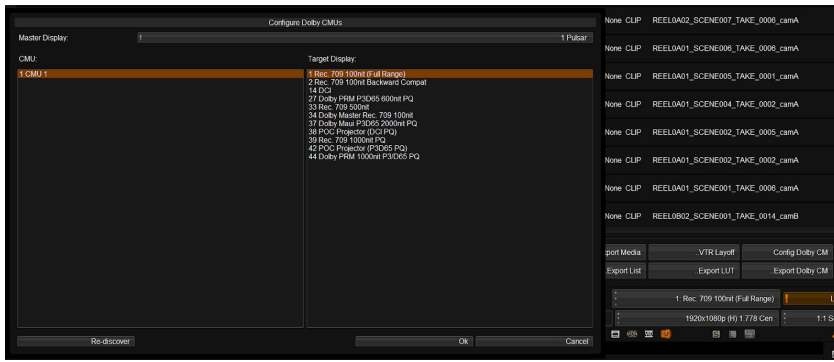 Configure Dolby CMUs
Master Display:
1 Pulsar
CMU:
Target Display:
1 CMU 1
1 Rec. 709 100nit (Full Range)
2 Rec. 709 100nit Backward Compat
14 DCI
27 Dolby PRM P3D65 600nit PQ
33 Rec. 709 500nit
34 Dolby Master Rec. 709 100nit
37 Dolby Maui P3D65 2000nit PQ
38 POC Projector (DCI PQ)
39 Rec. 709 1000nit PQ
42 POC Projector (P3D65 PQ)
44 Dolby PRM 1000nit P3/D65 PQ
Re-discover
Ok
Cancel
None CLIP REEL0A02_SCENE007_TAKE_0006_camA
None CLIP REEL0A01_SCENE006_TAKE_0006_camA
None CLIP REEL0A01_SCENE005_TAKE_0001_camA
None CLIP REEL0A01_SCENE004_TAKE_0002_camA
None CLIP REEL0A01_SCENE002_TAKE_0005_camA
None CLIP REEL0A01_SCENE002_TAKE_0002_camA
None CLIP REEL0A01_SCENE001_TAKE_0006_camA
None CLIP REEL0B02_SCENE001_TAKE_0014_camB
port Media
..VTR Layoff
Config Dolby CM
Export List
..Export LUT
..Export Dolby CM
1: Rec. 709 100nit (Full Range)
1920x1080p (H) 1.778 Cen
1:1 S